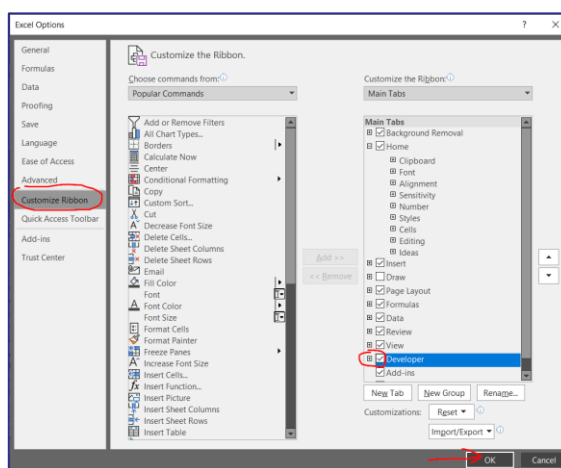 Excel Options
?
General
Formulas
Data
Proofing
Save
Language
Ease of Access
Advanced
Customize Ribbon
Quick Access Toolbar
Add-ins
Trust Center
Customize the Ribbon.
Choose commands from:
Popular Commands
Add or Remove Filters
All Chart Types...
Borders
Calculate Now
Center
Conditional Formatting
Copy
Custom Sort...
Cut
Decrease Font Size
Delete Cells...
Delete Sheet Columns
Delete Sheet Rows
Email
Fill Color
Font
Font Color
Font Size
Format Cells
Format Painter
Freeze Panes
Increase Font Size
Insert Cells...
Insert Function...
Insert Picture
Insert Sheet Columns
Insert Sheet Rows
Insert Table
Add >>
<< Remove
Customize the Ribbon:
Main Tabs
Main Tabs
Background Removal
Home
Clipboard
Font
Alignment
Sensitivity
Number
Styles
Cells
Editing
Ideas
Insert
Draw
Page Layout
Formulas
Data
Review
View
Developer
Add-ins
New Tab
New Group
Rename...
Customizations:
Reset
Import/Export
OK
Cancel